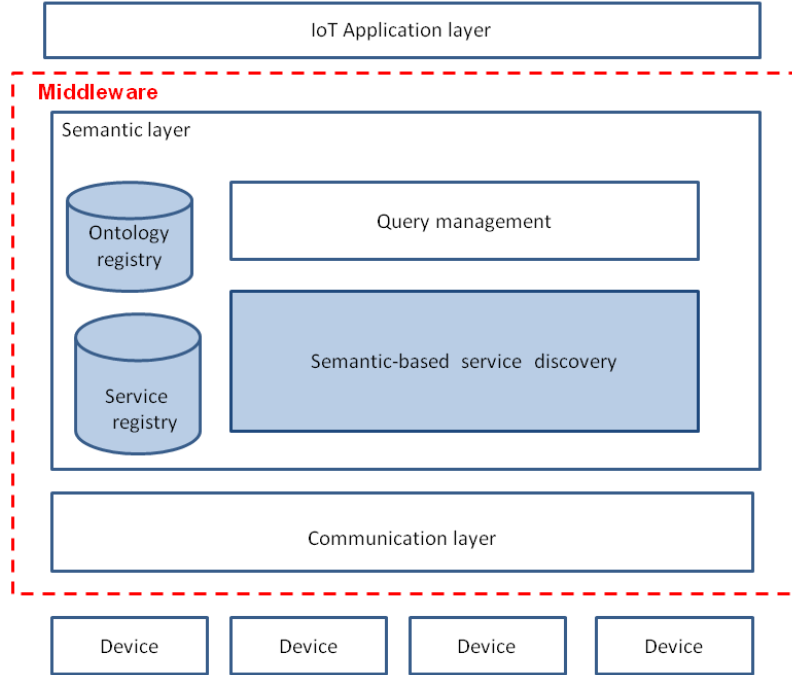 IoT Application layer
Middleware
Semantic layer
Ontology
registry
Query management
Semantic-based service discovery
Service
registry
Communication layer
Device
Device
Device
Device